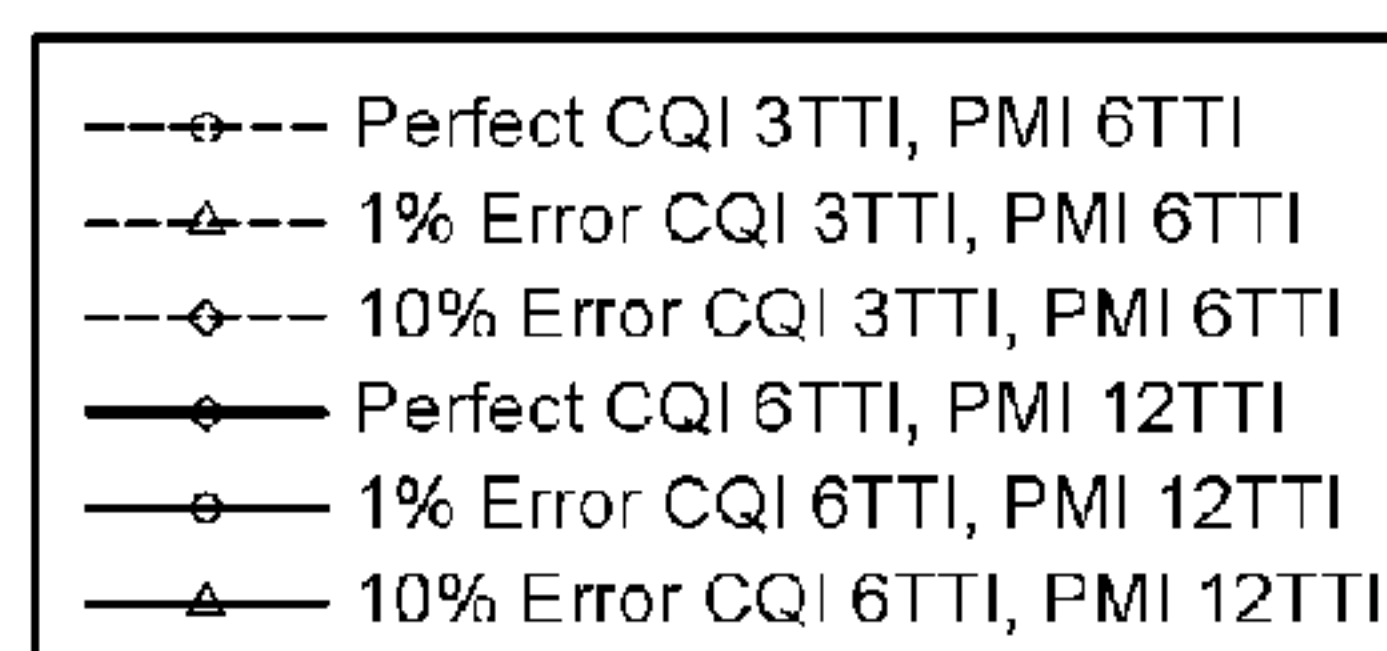 Perfect CQI 3TTI, PMI 6TTI
1% Error CQI 3TTI, PMI 6TTI
10% Error CQI 3TTI, PMI 6TTI
Perfect CQI 6TTI, PMI 12TTI
1% Error CQI 6TTI, PMI 12TTI
10% Error CQI 6TTI, PMI 12TTI